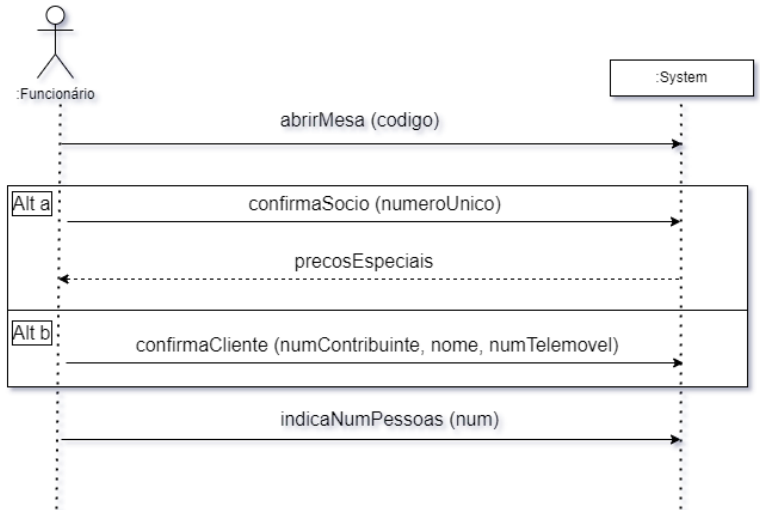 :Funcionário
:System
abrirMesa (codigo)
Alt a
confirmaSocio (numeroUnico)
precosEspeciais
Alt b
confirmaCliente (numContribuinte, nome, numTelemovel)
indicaNumPessoas (num)